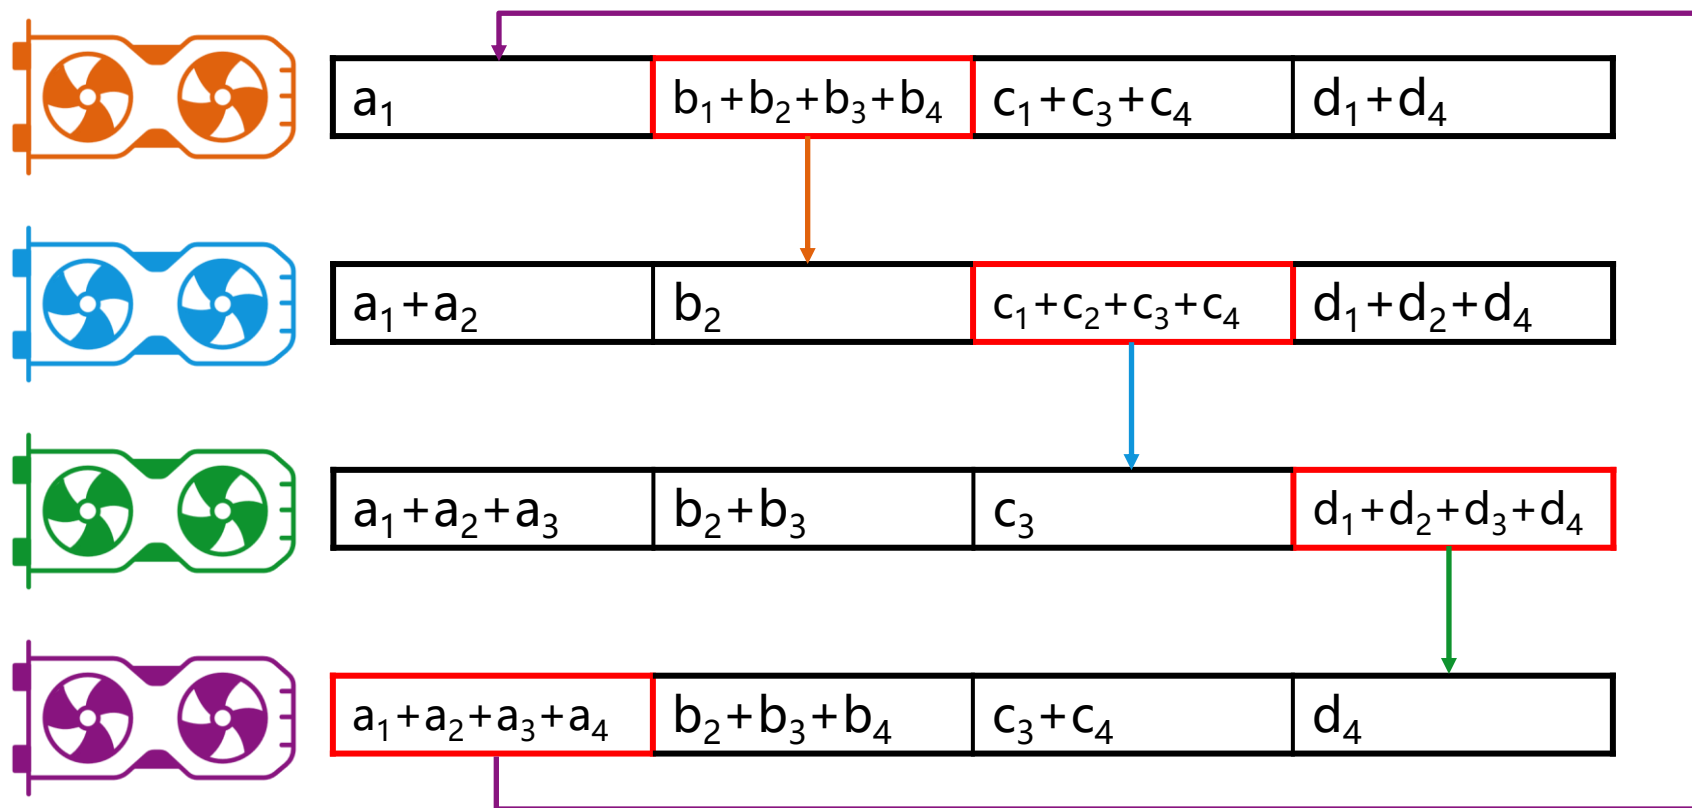 a₁ b₁+b₂+b₃+b₄ c₁+c₃+c₄ d₁+d₄
a₁+a₂ b₂ c₁+c₂+c₃+c₄ d₁+d₂+d₄
a₁+a₂+a₃ b₂+b₃ c₃ d₁+d₂+d₃+d₄
a₁+a₂+a₃+a₄ b₂+b₃+b₄ c₃+c₄ d₄